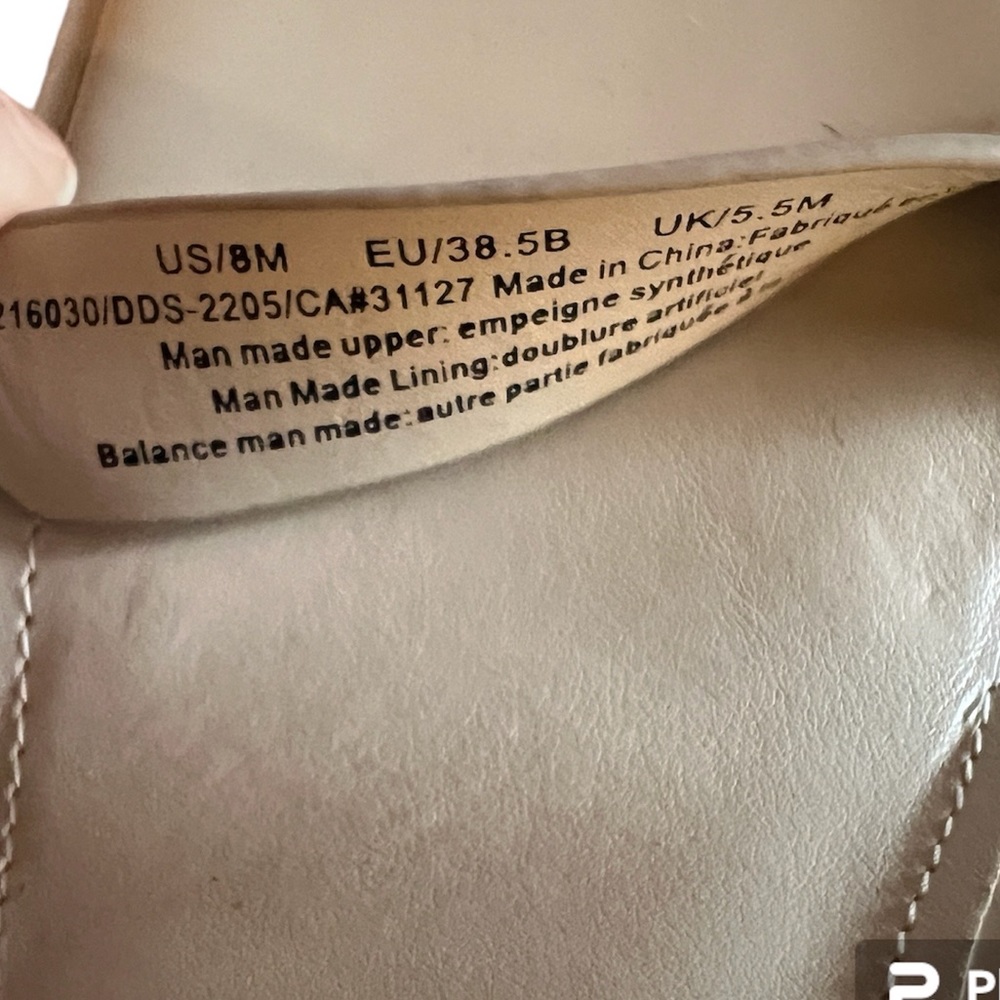 US/8M EU/38.5B UK/5.5M
216030/DDS-2205/CA#31127 Made in China:Fabriqué
Man made upper: empeigne synthétique
Man Made Lining:doublure artificiel
Balance man made:autre partie fabriquée à